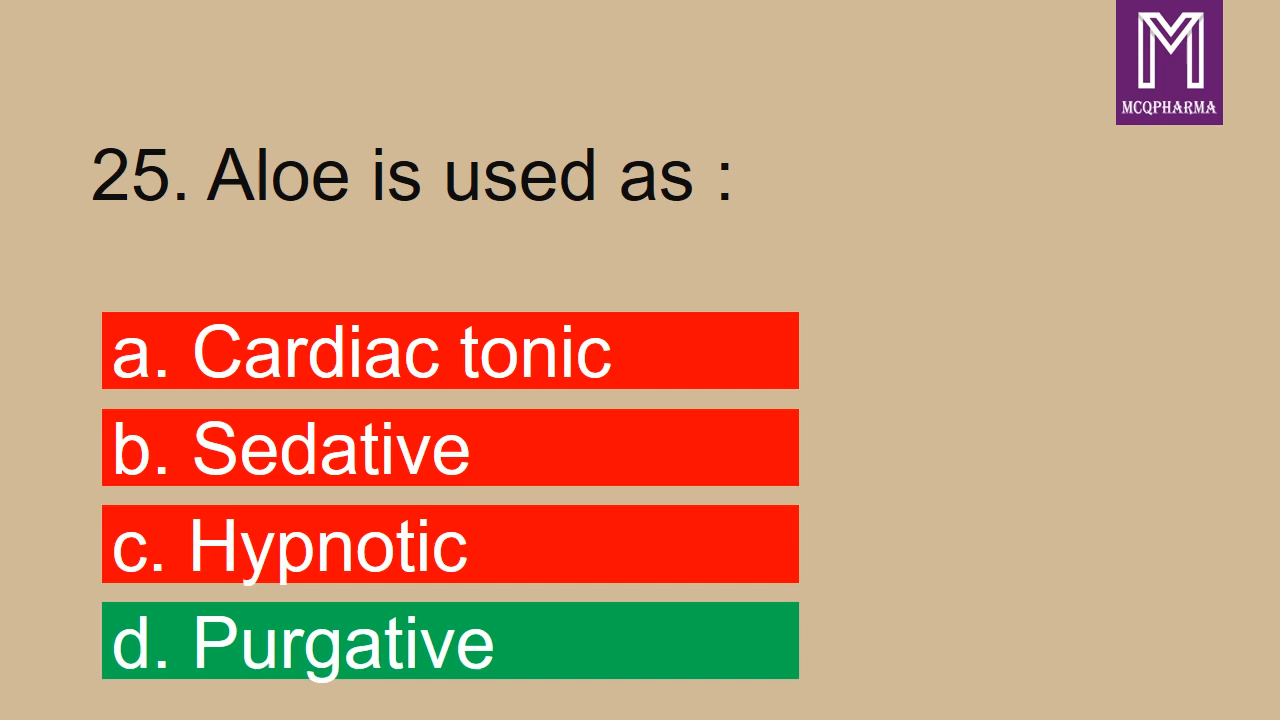 MCQPHARMA
25. Aloe is used as :
a. Cardiac tonic
b. Sedative
c. Hypnotic
d. Purgative